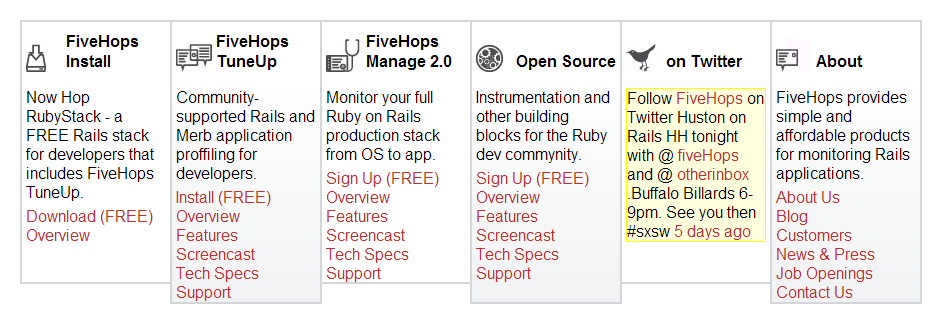 FiveHops
Install
Now Hop
RubyStack - a
FREE Rails stack
for developers that
includes FiveHops
TuneUp.
Download (FREE)
Overview
FiveHops
TuneUp
Community-
supported Rails and
Merb application
proffiling for
developers.
Install (FREE)
Overview
Features
Screencast
Tech Specs
Support
FiveHops
Manage 2.0
Monitor your full
Ruby on Rails
production stack
from OS to app.
Sign Up (FREE)
Overview
Features
Screencast
Tech Specs
Support
Open Source
Instrumentation and
other building
blocks for the Ruby
dev commynity.
Sign Up (FREE)
Overview
Features
Screencast
Tech Specs
Support
on Twitter
Follow FiveHops on
Twitter Huston on
Rails HH tonight
with @ fiveHops
and @ otherinbox
.Buffalo Billards 6-
9pm. See you then
#sxsw 5 days ago
About
FiveHops provides
simple and
affordable products
for monitoring Rails
applications.
About Us
Blog
Customers
News & Press
Job Openings
Contact Us